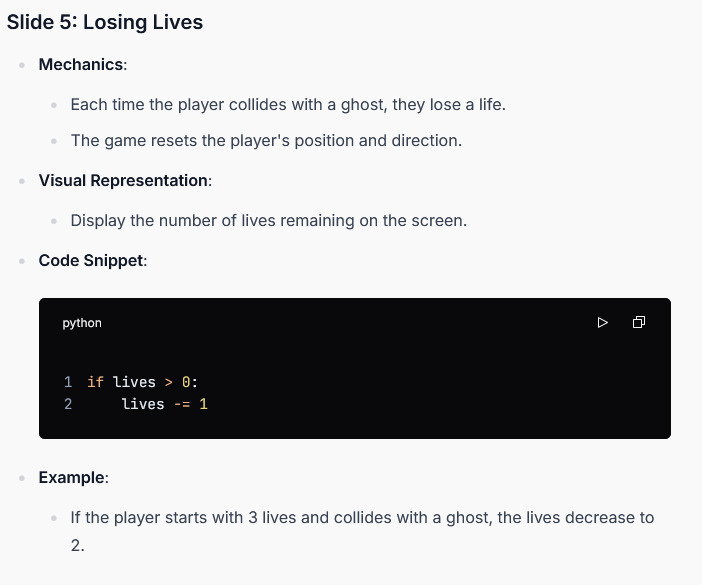 Slide 5: Losing Lives
Mechanics:
Each time the player collides with a ghost, they lose a life.
The game resets the player's position and direction.
Visual Representation:
Display the number of lives remaining on the screen.
Code Snippet:
python
1 if lives > 0:
2     lives -= 1
Example:
If the player starts with 3 lives and collides with a ghost, the lives decrease to
2.